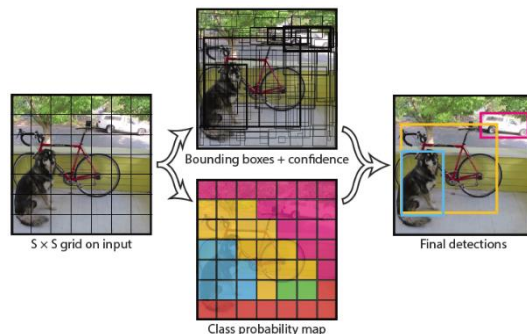 S × S grid on input
Bounding boxes + confidence
Class probability map
Final detections